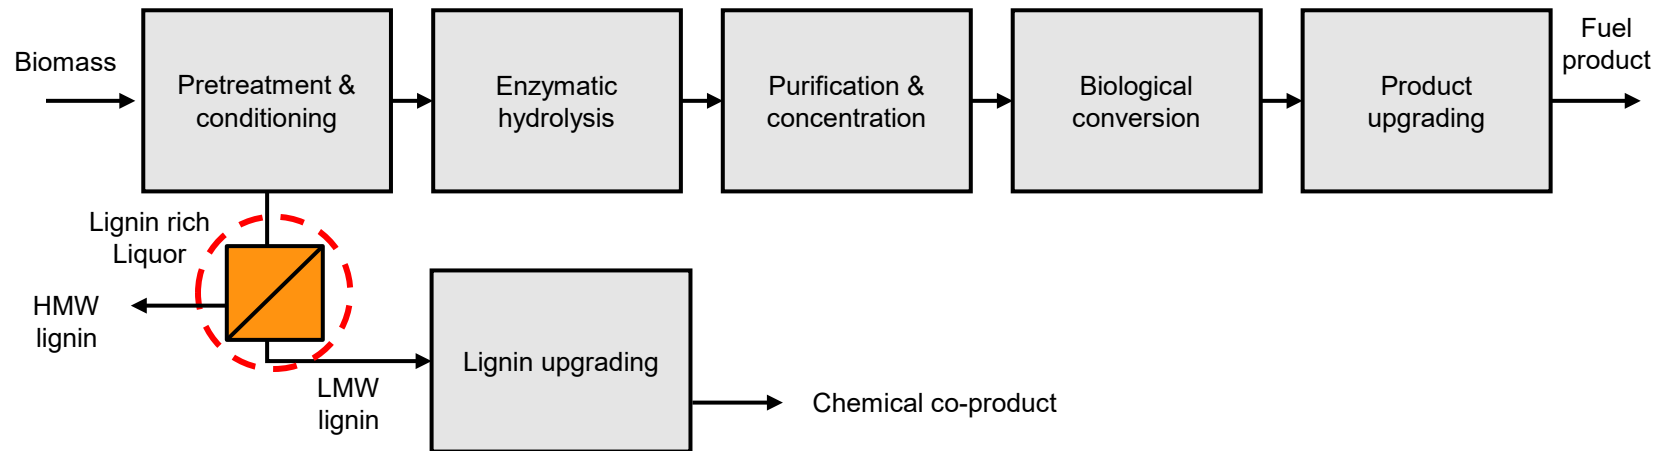 Biomass
Pretreatment &
conditioning
Enzymatic
hydrolysis
Purification &
concentration
Biological
conversion
Product
upgrading
Fuel
product
Lignin rich
Liquor
HMW
lignin
LMW
lignin
Lignin upgrading
Chemical co-product